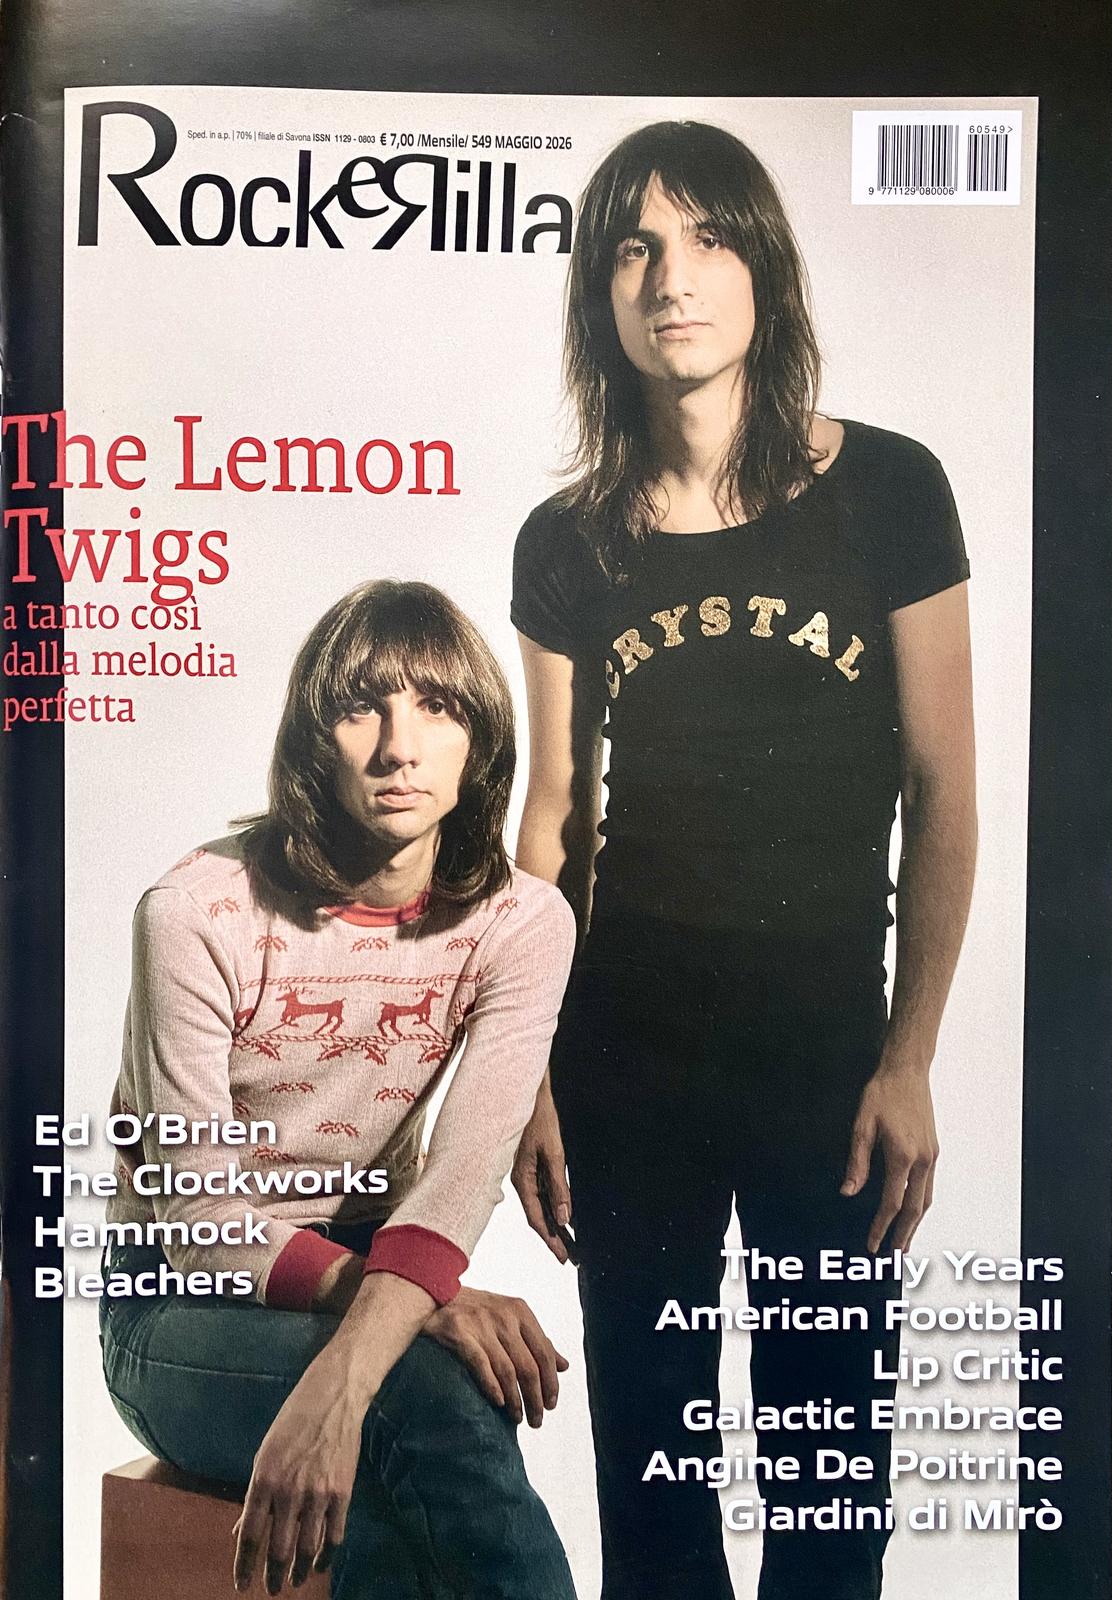 Sped. in a.p. | 70% | filiale di Savona ISSN 1129 - 0803 € 7,00 /Mensile/ 549 MAGGIO 2026
RockeRilla
60549>
9 771129 080006
The Lemon
Twigs
a tanto così
dalla melodia
perfetta
CRYSTAL
Ed O'Brien
The Clockworks
Hammock
Bleachers
The Early Years
American Football
Lip Critic
Galactic Embrace
Angine De Poitrine
Giardini di Mirò